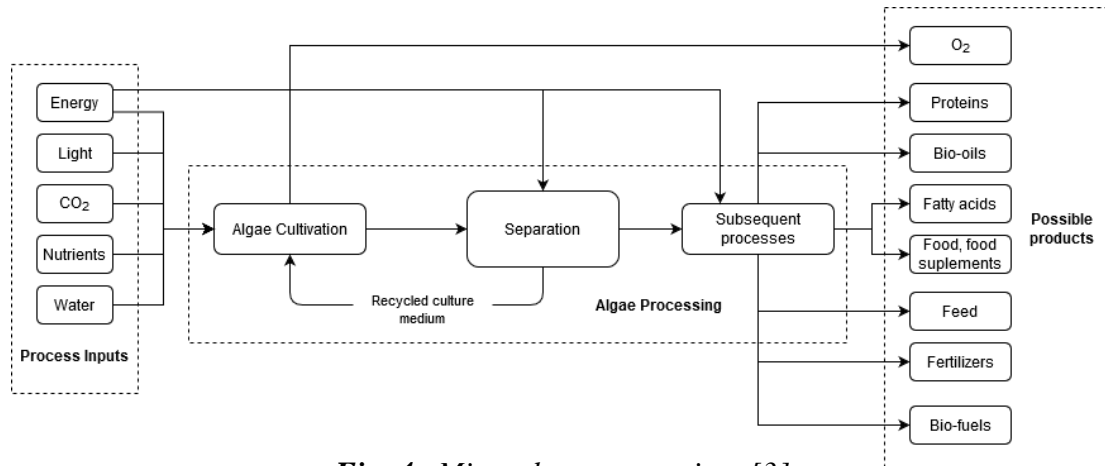 Energy
Light
CO₂
Nutrients
Water
Process Inputs
Algae Cultivation
Separation
Subsequent
processes
Recycled culture
medium
Algae Processing
O₂
Proteins
Bio-oils
Fatty acids
Food, food
suplements
Feed
Fertilizers
Bio-fuels
Possible
products